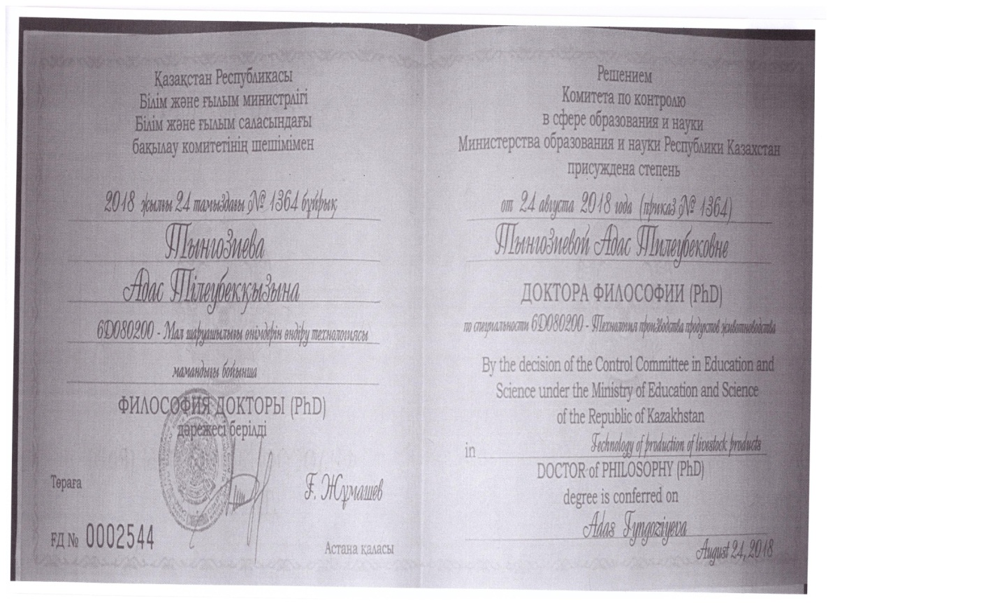 Қазақстан Республикасы
Білім және ғылым министрлігі
Білім және ғылым саласындағы
бақылау комитетінің шешімімен
2018 жылғы 24 тамыздағы № 1364 бұйрық
Тынгозиева
Адас Тілеубекқызына
6D080200 - Мал шаруашылығы өнімдерін өндіру технологиясы
мамандығы бойынша
ФИЛОСОФИЯ ДОКТОРЫ (PhD)
дәрежесі берілді
Төраға
Ғ. Жұмашев
ҒД № 0002544
Астана қаласы
Решением
Комитета по контролю
в сфере образования и науки
Министерства образования и науки Республики Казахстан
присуждена степень
от 24 августа 2018 года (приказ № 1364)
Тынгозиевой Адас Тилеубековне
ДОКТОРА ФИЛОСОФИИ (PhD)
по специальности 6D080200 - Технология производства продуктов животноводства
By the decision of the Control Committee in Education and
Science under the Ministry of Education and Science
of the Republic of Kazakhstan
in Technology of production of livestock products
DOCTOR of PHILOSOPHY (PhD)
degree is conferred on
Adas Tyngoziyeva
August 24, 2018